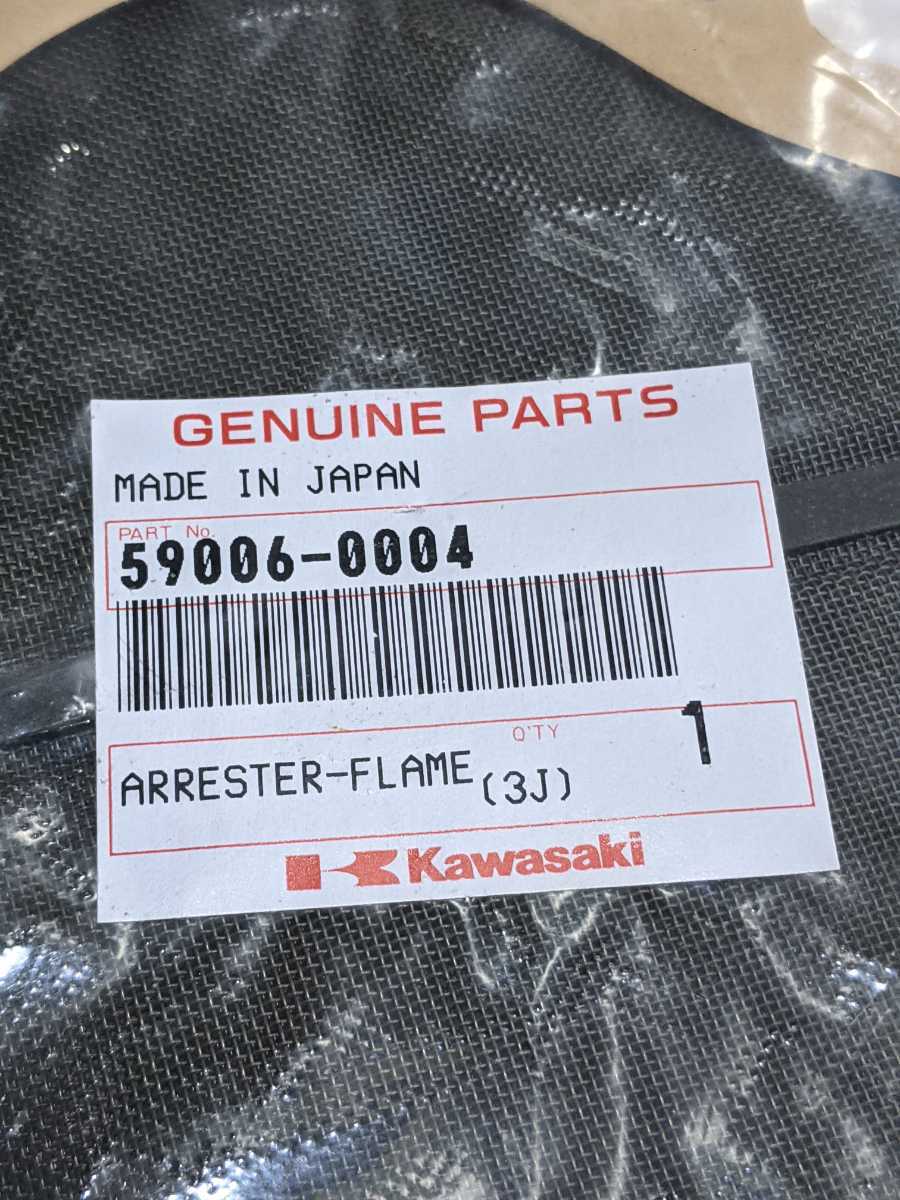 GENUINE PARTS
MADE IN JAPAN
PART No.
59006-0004
Q'TY
1
ARRESTER-FLAME (3J)
Kawasaki